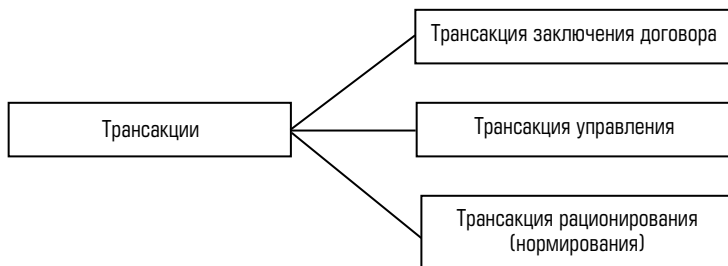 Трансакция заключения договора
Трансакции
Трансакция управления
Трансакция рационирования
(нормирования)